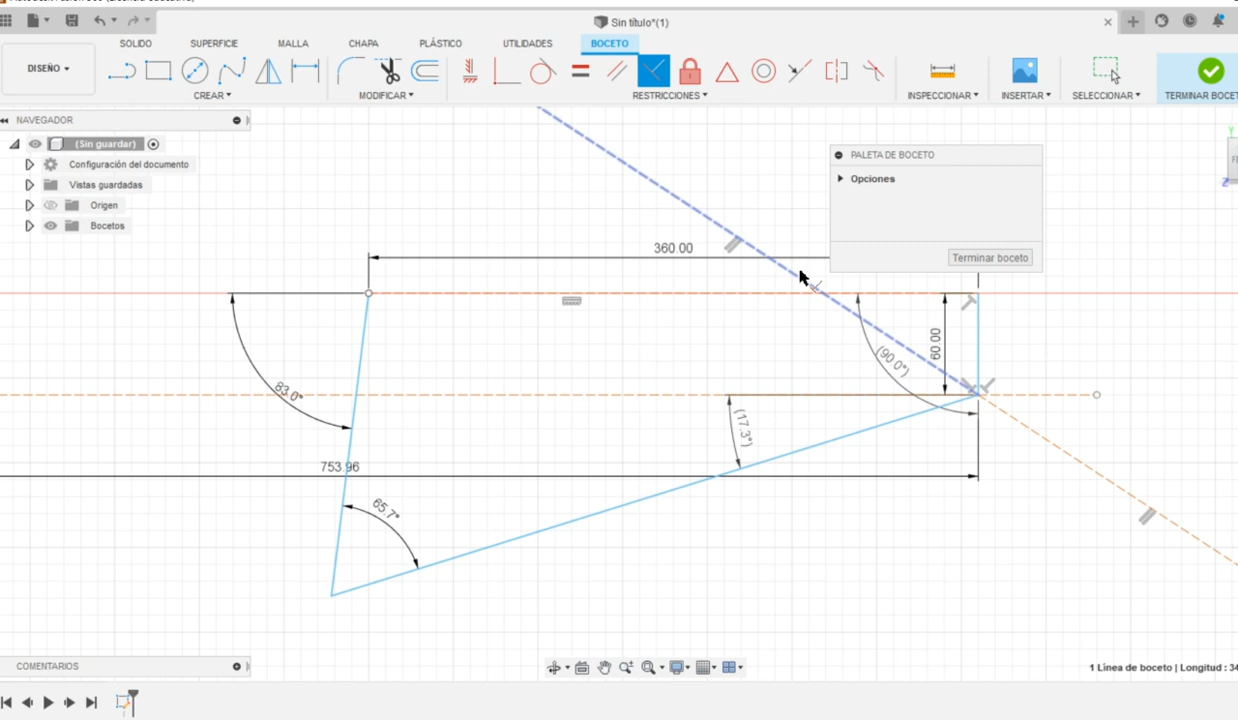 Sin título*(1)
SOLIDO SUPERFICIE MALLA CHAPA PLÁSTICO UTILIDADES BOCETO
DISEÑO
CREAR MODIFICAR RESTRICCIONES INSPECCIONAR INSERTAR SELECCIONAR TERMINAR BOCET
NAVEGADOR
(Sin guardar)
Configuración del documento
Vistas guardadas
Origen
Bocetos
PALETA DE BOCETO
Opciones
Terminar boceto
Y
Z
360.00
60.00
(90.0°)
83.0°
(17.3°)
753.96
65.7°
COMENTARIOS
1 Línea de boceto | Longitud : 34